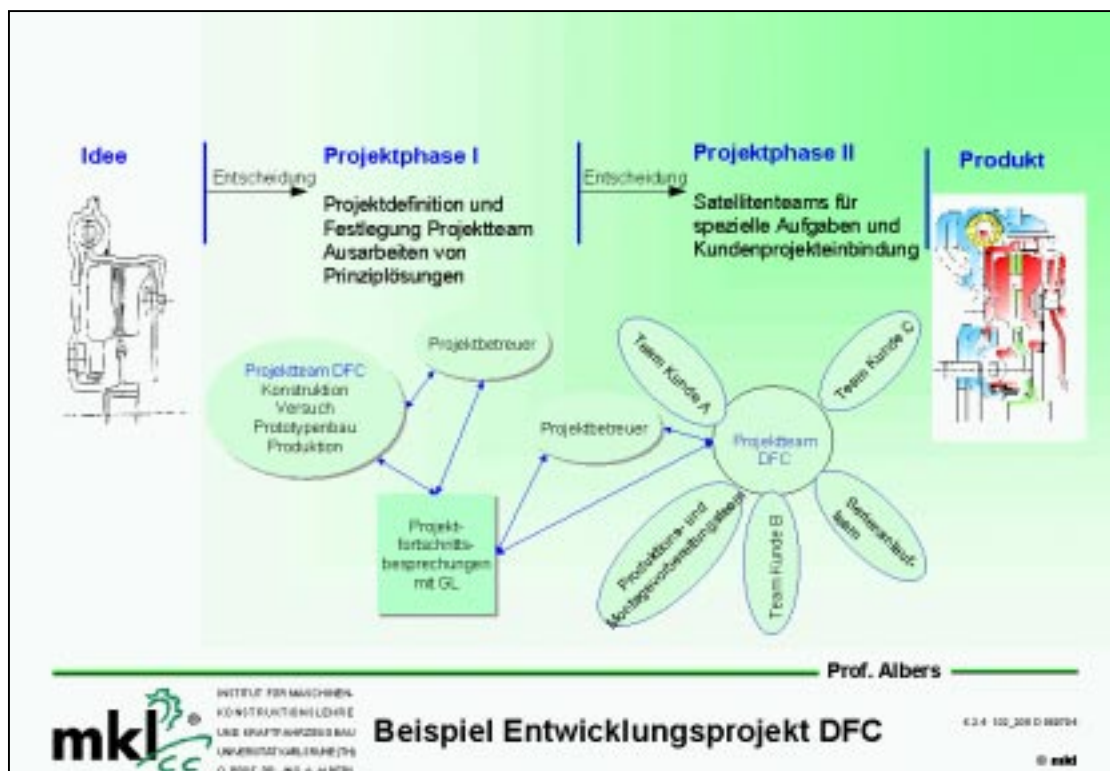 Idee
Entscheidung
Projektphase I
Projektdefinition und
Festlegung Projektteam
Ausarbeiten von
Prinziplösungen
Entscheidung
Projektphase II
Satellitenteams für
spezielle Aufgaben und
Kundenprojekteinbindung
Produkt
Projektteam DFC
Konstruktion
Versuch
Prototypenbau
Produktion
Projektbetreuer
Projekt-
fortschritts-
besprechungen
mit GL
Projektbetreuer
Projektteam
DFC
Team Kunde A
Team Kunde C
Produktions- und
Montagevorbereitungsteam
Team Kunde B
Serienanlauf-
team
Prof. Albers
mkl ®
INSTITUT FÜR MASCHINEN-
KONSTRUKTIONSLEHRE
UND KRAFTFAHRZEUGBAU
UNIVERSITÄT KARLSRUHE (TH)
Beispiel Entwicklungsprojekt DFC
© mkl